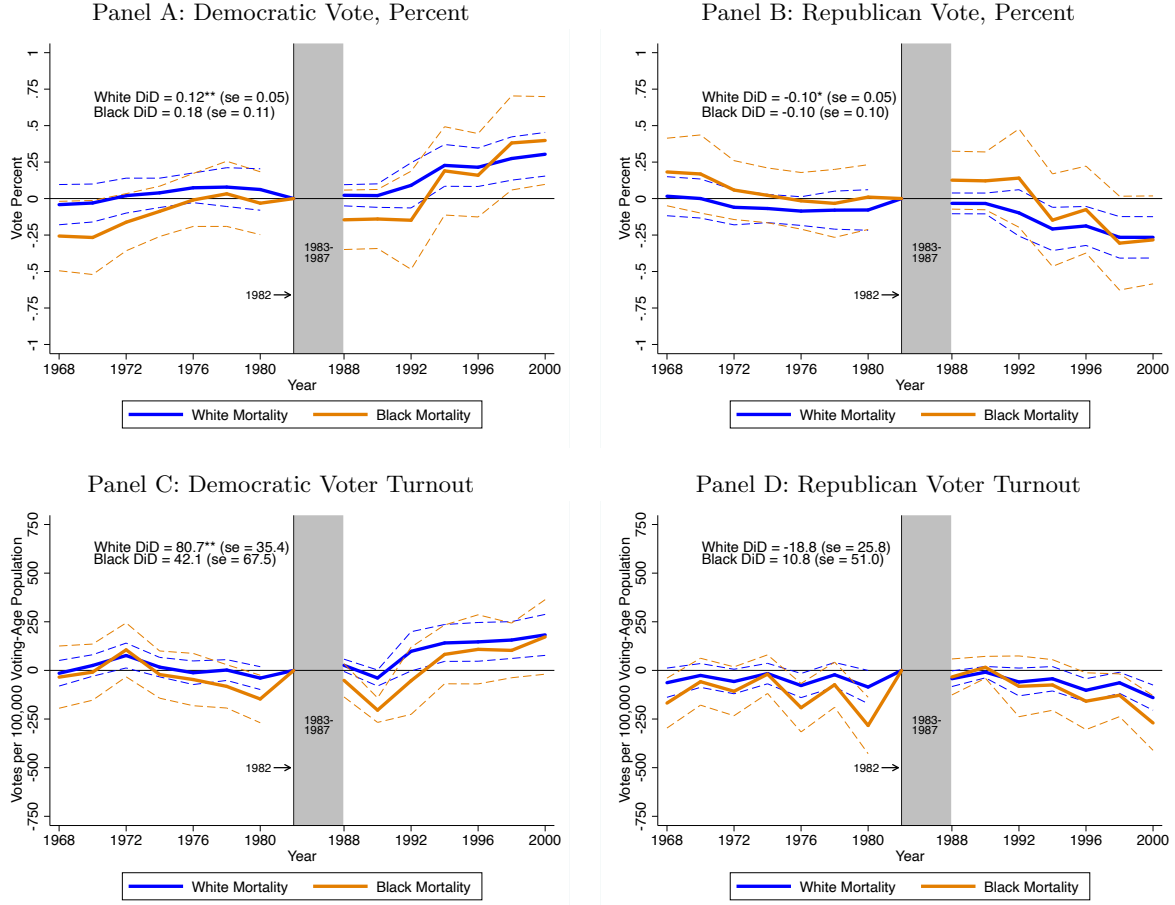 Panel A: Democratic Vote, Percent
Vote Percent
1
.75
.5
.25
0
-.25
-.5
-.75
-1
White DiD = 0.12** (se = 0.05)
Black DiD = 0.18 (se = 0.11)
1983-
1987
1982
1968 1972 1976 1980 1988 1992 1996 2000
Year
White Mortality Black Mortality
Panel B: Republican Vote, Percent
Vote Percent
1
.75
.5
.25
0
-.25
-.5
-.75
-1
White DiD = -0.10* (se = 0.05)
Black DiD = -0.10 (se = 0.10)
1983-
1987
1982
1968 1972 1976 1980 1988 1992 1996 2000
Year
White Mortality Black Mortality
Panel C: Democratic Voter Turnout
Votes per 100,000 Voting-Age Population
750
500
250
0
-250
-500
-750
White DiD = 80.7** (se = 35.4)
Black DiD = 42.1 (se = 67.5)
1983-
1987
1982
1968 1972 1976 1980 1988 1992 1996 2000
Year
White Mortality Black Mortality
Panel D: Republican Voter Turnout
Votes per 100,000 Voting-Age Population
750
500
250
0
-250
-500
-750
White DiD = -18.8 (se = 25.8)
Black DiD = 10.8 (se = 51.0)
1983-
1987
1982
1968 1972 1976 1980 1988 1992 1996 2000
Year
White Mortality Black Mortality